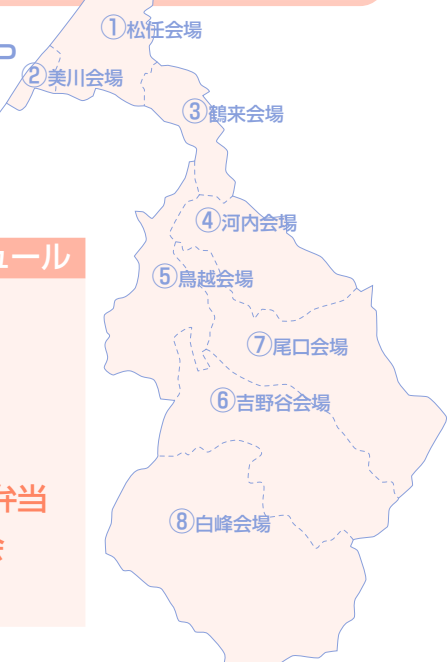 ①松任会場
②美川会場
③鶴来会場
④河内会場
⑤鳥越会場
ュール
⑦尾口会場
⑥吉野谷会場
弁当
⑧白峰会場